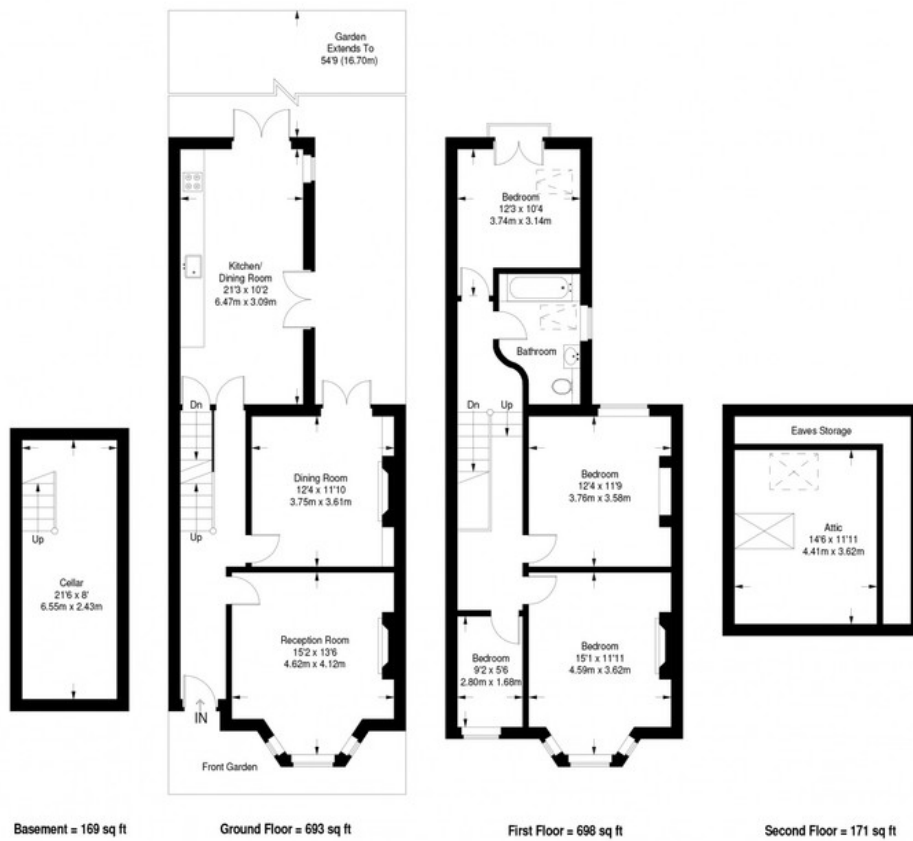 Garden
Extends To
54'9 (16.70m)
Kitchen/
Dining Room
21'3 x 10'2
6.47m x 3.09m
Dn
Up
Dining Room
12'4 x 11'10
3.75m x 3.61m
Reception Room
15'2 x 13'6
4.62m x 4.12m
IN
Front Garden
Up
Cellar
21'6 x 8'
6.55m x 2.43m
Bedroom
12'3 x 10'4
3.74m x 3.14m
Bathroom
Dn
Up
Bedroom
12'4 x 11'9
3.76m x 3.58m
Bedroom
9'2 x 5'6
2.80m x 1.68m
Bedroom
15'1 x 11'11
4.59m x 3.62m
Eaves Storage
Attic
14'6 x 11'11
4.41m x 3.62m
Basement = 169 sq ft
Ground Floor = 693 sq ft
First Floor = 698 sq ft
Second Floor = 171 sq ft